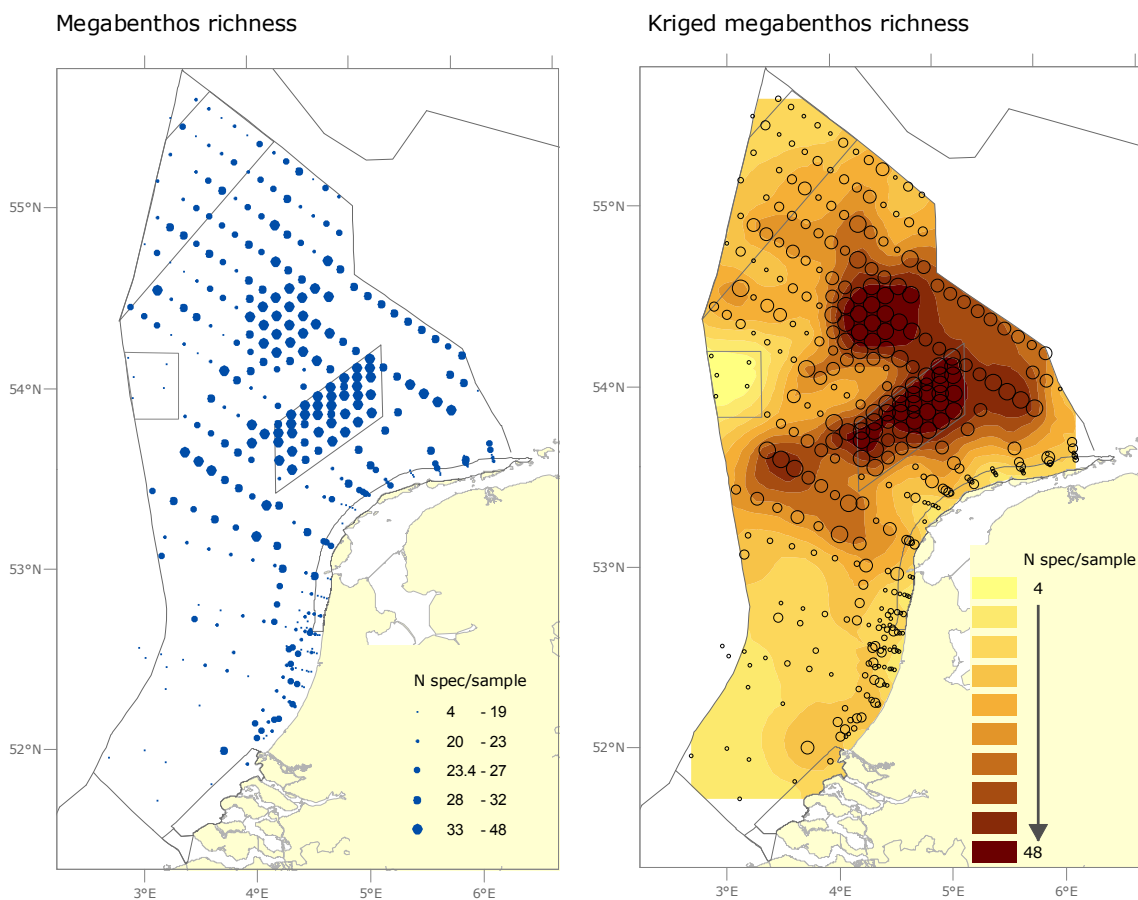 Megabenthos richness
Kriged megabenthos richness
55°N
54°N
53°N
52°N
3°E 4°E 5°E 6°E
N spec/sample
4 - 19
20 - 23
23.4 - 27
28 - 32
33 - 48
55°N
54°N
53°N
52°N
3°E 4°E 5°E 6°E
N spec/sample
4
48